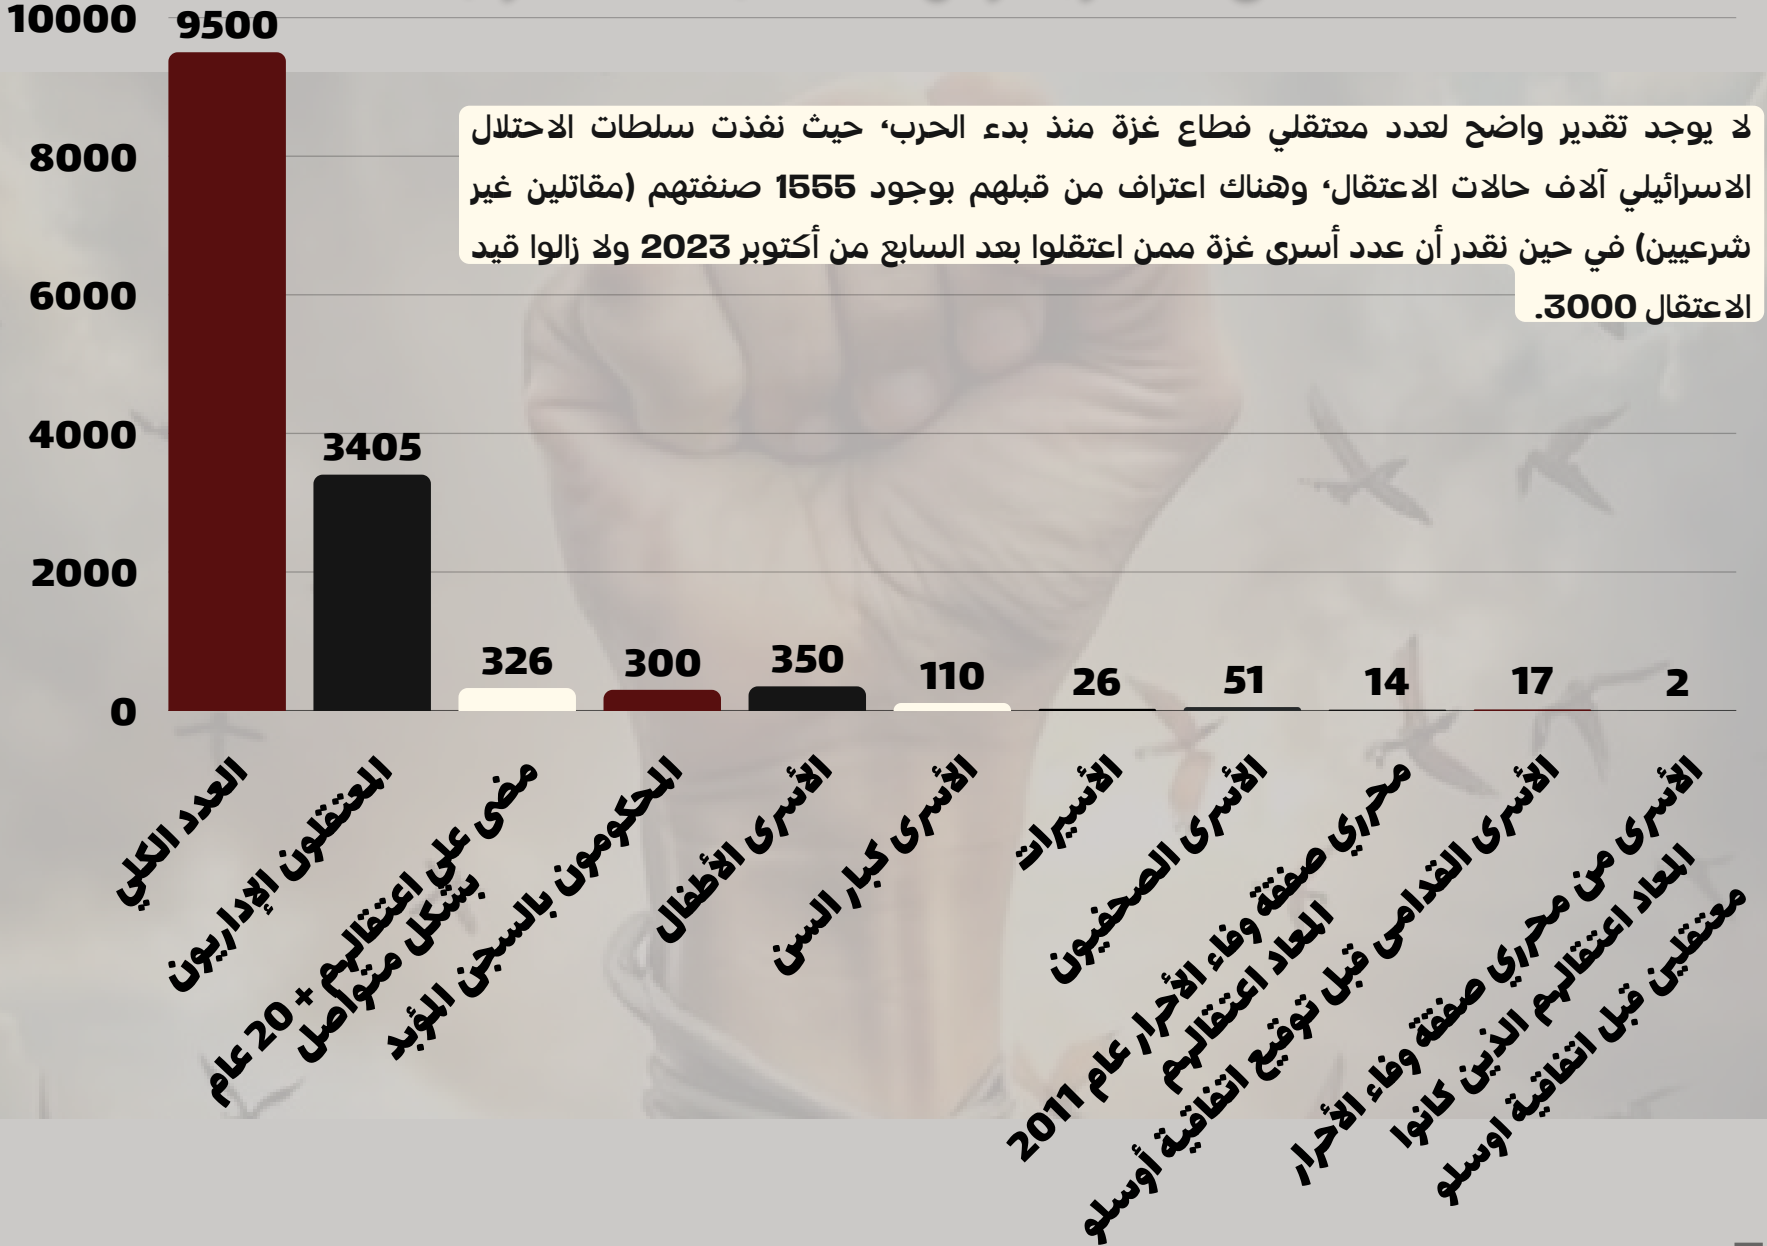 10000
8000
6000
4000
2000
0
9500
3405
326
300
350
110
26
51
14
17
2
لا يوجد تقدير واضح لعدد معتقلي قطاع غزة منذ بدء الحرب، حيث نفذت سلطات الاحتلال
الاسرائيلي آلاف حالات الاعتقال، وهناك اعتراف من قبلهم بوجود 1555 صنفتهم (مقاتلين غير
شرعيين) في حين نقدر أن عدد أسرى غزة ممن اعتقلوا بعد السابع من أكتوبر 2023 ولا زالوا قيد
الاعتقال 3000.
العدد الكلي
المعتقلون الإداريون
مضى على اعتقالهم + 20 عام
بشكل متواصل
المحكومون بالسجن المؤبد
الأسرى الأطفال
الأسرى كبار السن
الأسيرات
الأسرى الصحفيون
محرري صفقة وفاء الأحرار عام 2011
المعاد اعتقالهم
الأسرى القدامى قبل توقيع اتفاقية أوسلو
الأسرى من محرري صفقة وفاء الأحرار
المعاد اعتقالهم الذين كانوا
معتقلين قبل اتفاقية اوسلو